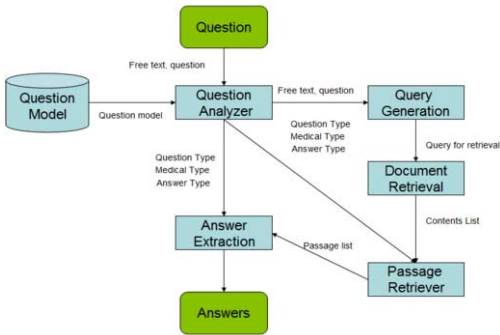 Question
Free text, question
Question
Model
Question model
Question
Analyzer
Free text, question
Query
Generation
Question Type
Medical Type
Answer Type
Query for retrieval
Question Type
Medical Type
Answer Type
Document
Retrieval
Contents List
Answer
Extraction
Passage list
Passage
Retriever
Answers